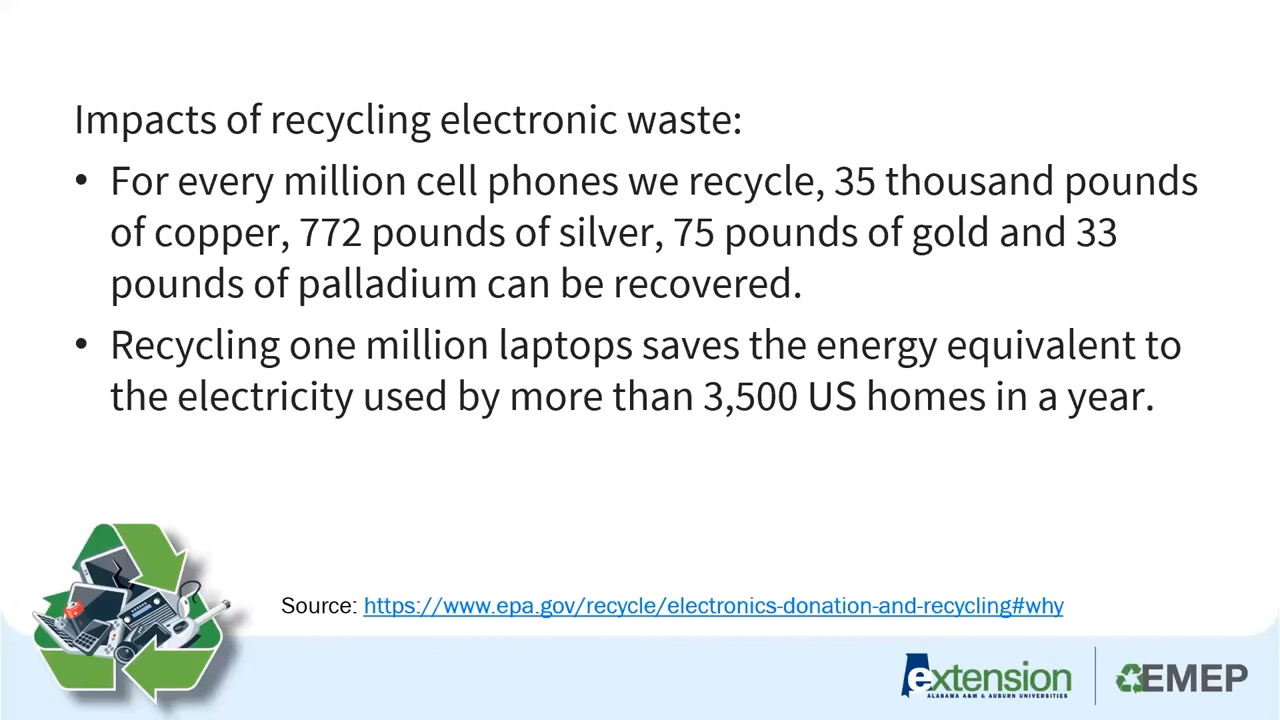 Impacts of recycling electronic waste:
• For every million cell phones we recycle, 35 thousand pounds
of copper, 772 pounds of silver, 75 pounds of gold and 33
pounds of palladium can be recovered.
• Recycling one million laptops saves the energy equivalent to
the electricity used by more than 3,500 US homes in a year.
Source: https://www.epa.gov/recycle/electronics-donation-and-recycling#why
extension
ALABAMA A&M & AUBURN UNIVERSITIES
EMEP